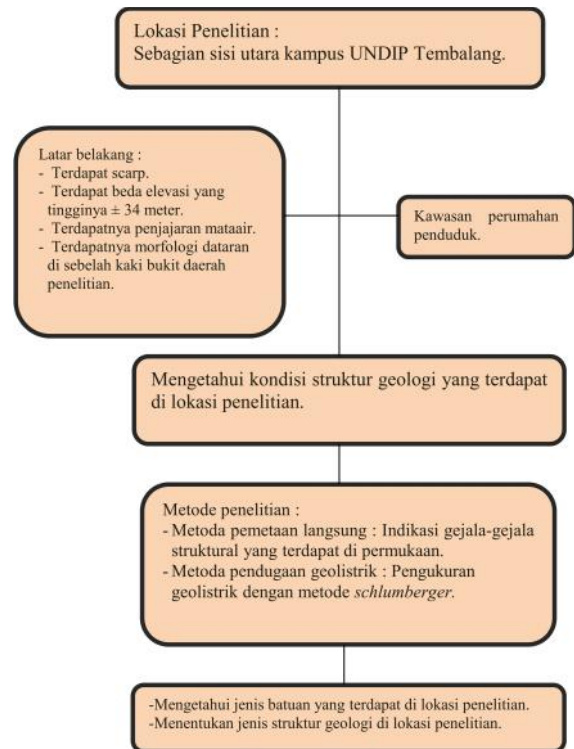 Lokasi Penelitian :
Sebagian sisi utara kampus UNDIP Tembalang.
Latar belakang :
- Terdapat scarp.
- Terdapat beda elevasi yang
tingginya ± 34 meter.
- Terdapatnya penjajaran mataair.
- Terdapatnya morfologi dataran
di sebelah kaki bukit daerah
penelitian.
Kawasan perumahan
penduduk.
Mengetahui kondisi struktur geologi yang terdapat
di lokasi penelitian.
Metode penelitian :
- Metoda pemetaan langsung : Indikasi gejala-gejala
struktural yang terdapat di permukaan.
- Metoda pendugaan geolistrik : Pengukuran
geolistrik dengan metode schlumberger.
-Mengetahui jenis batuan yang terdapat di lokasi penelitian.
-Menentukan jenis struktur geologi di lokasi penelitian.